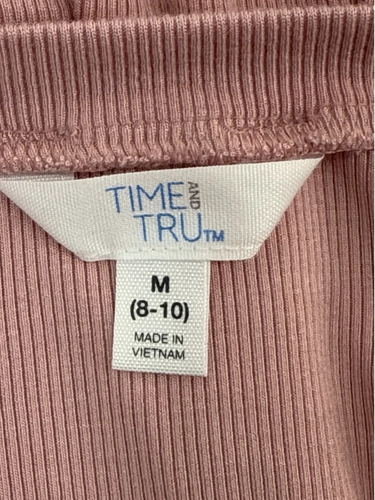 TIME AND
TRU™
M
(8-10)
MADE IN
VIETNAM